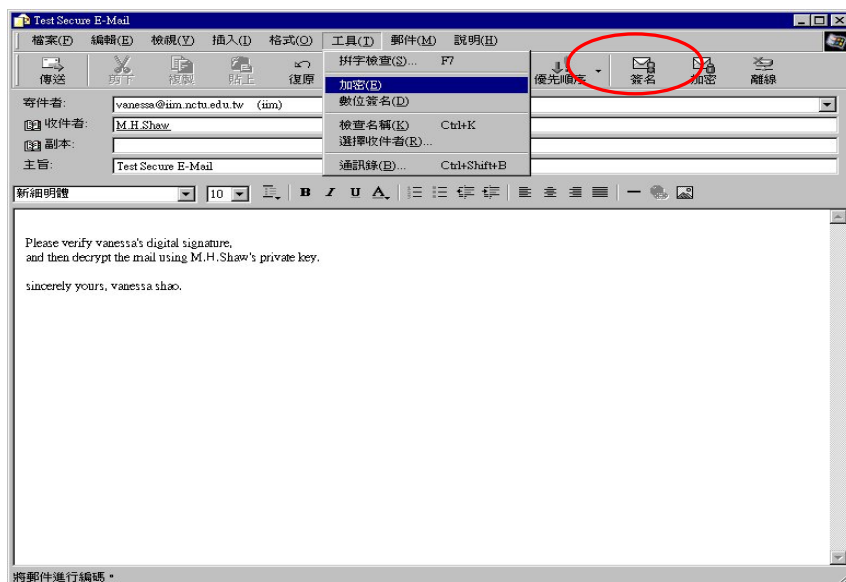 Test Secure E-Mail
檔案(F) 編輯(E) 檢視(V) 插入(I) 格式(O) 工具(T) 郵件(M) 說明(H)
傳送 剪下 複製 貼上 復原 優先順序 簽名 加密 離線
拼字檢查(S)... F7
加密(E)
數位簽名(D)
檢查名稱(K) Ctrl+K
選擇收件者(R)...
通訊錄(B)... Ctrl+Shift+B
寄件者: vanessa@iim.nctu.edu.tw (iim)
收件者: M.H.Shaw
副本:
主旨: Test Secure E-Mail
新細明體 10 B I U A
Please verify vanessa's digital signature,
and then decrypt the mail using M.H.Shaw's private key.
sincerely yours, vanessa shao.
將郵件進行編碼。